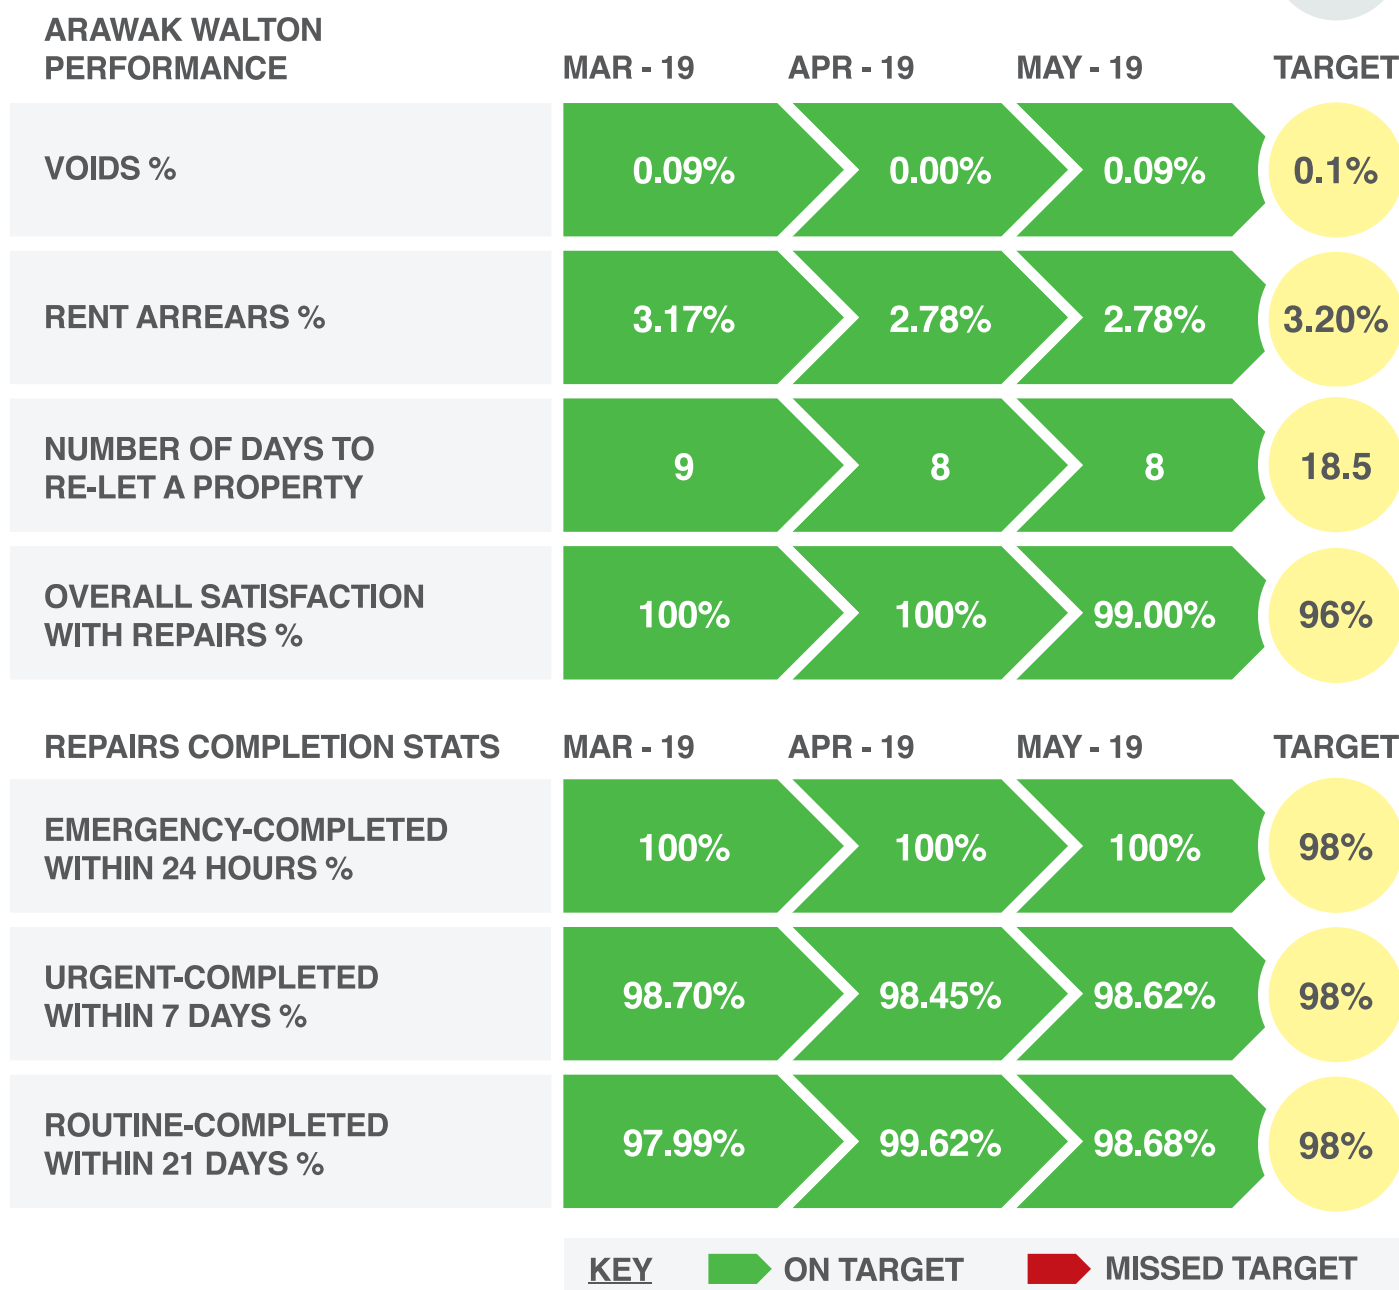 ARAWAK WALTON
PERFORMANCE
MAR - 19 APR - 19 MAY - 19 TARGET
VOIDS % 0.09% 0.00% 0.09% 0.1%
RENT ARREARS % 3.17% 2.78% 2.78% 3.20%
NUMBER OF DAYS TO
RE-LET A PROPERTY
9 8 8 18.5
OVERALL SATISFACTION
WITH REPAIRS %
100% 100% 99.00% 96%
REPAIRS COMPLETION STATS MAR - 19 APR - 19 MAY - 19 TARGET
EMERGENCY-COMPLETED
WITHIN 24 HOURS %
100% 100% 100% 98%
URGENT-COMPLETED
WITHIN 7 DAYS %
98.70% 98.45% 98.62% 98%
ROUTINE-COMPLETED
WITHIN 21 DAYS %
97.99% 99.62% 98.68% 98%
KEY ON TARGET MISSED TARGET